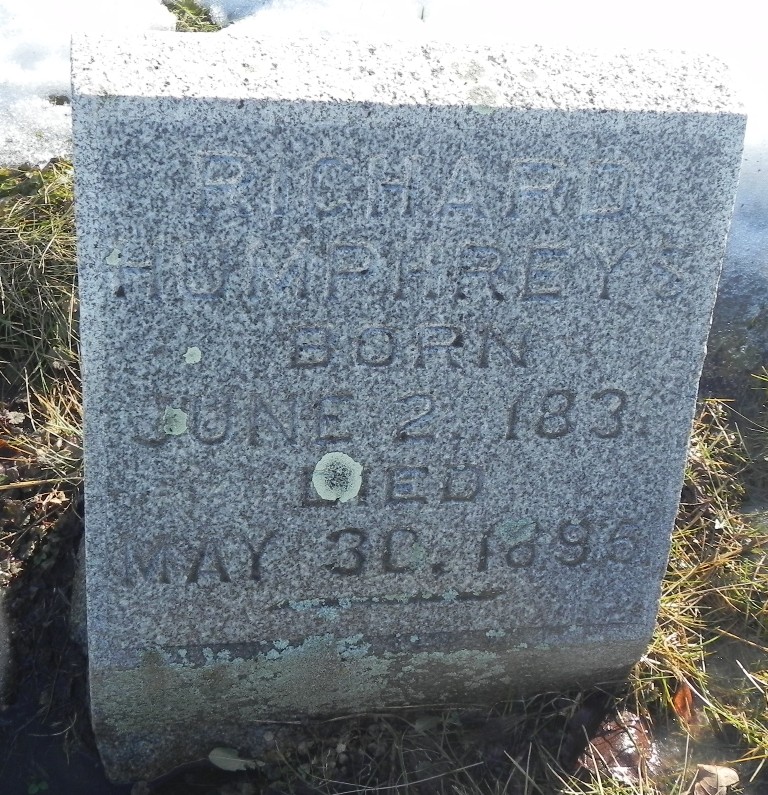 RICHARD
HUMPHREYS
BORN
JUNE 2, 183
DIED
MAY 30, 1895